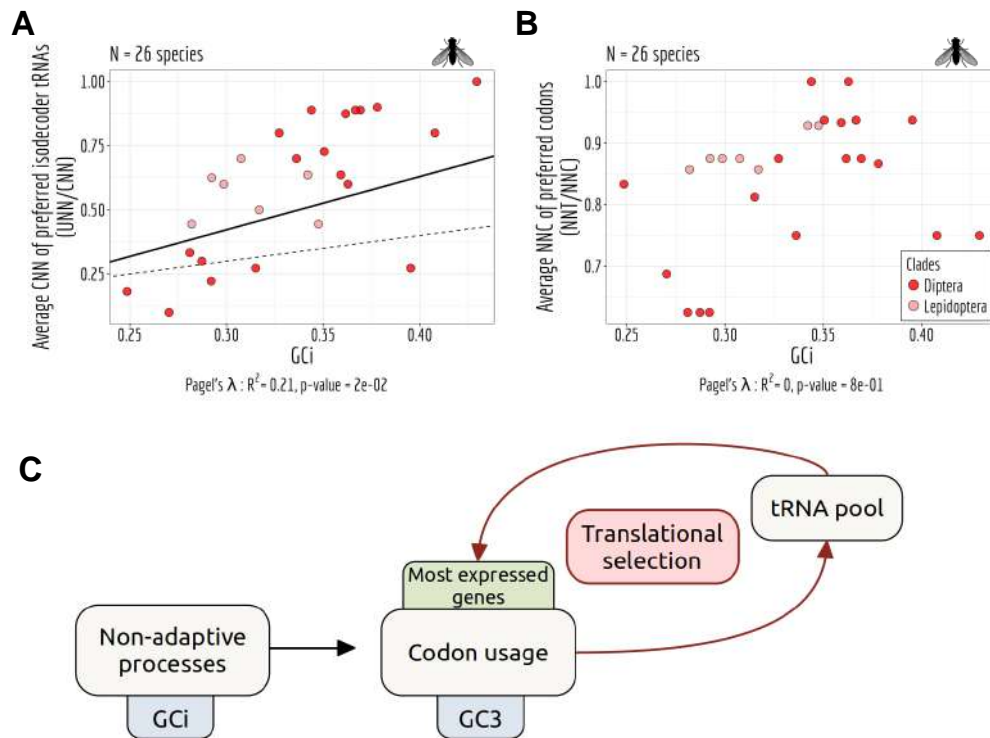 A
N = 26 species
Average CNN of preferred isodecoder tRNAs
(UNN/CNN)
1.00
0.75
0.50
0.25
0.25
0.30
0.35
0.40
GCi
Pagel's λ : R² = 0.21, p-value = 2e-02
B
N = 26 species
Average NNC of preferred codons
(NNT/NNC)
1.0
0.9
0.8
0.7
0.25
0.30
0.35
0.40
GCi
Clades
Diptera
Lepidoptera
Pagel's λ : R² = 0, p-value = 8e-01
C
tRNA pool
Translational
selection
Most expressed
genes
Non-adaptive
processes
Codon usage
GCi
GC3